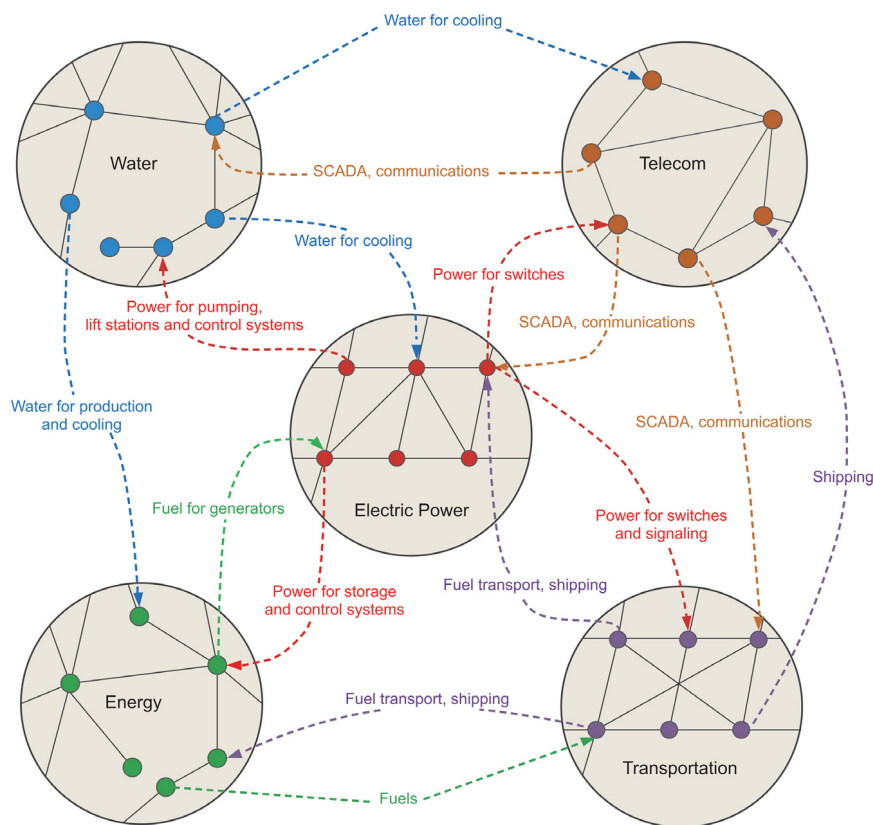 Water for cooling
Water
SCADA, communications
Telecom
Water for cooling
Power for switches
Power for pumping,
lift stations and control systems
SCADA, communications
Water for production
and cooling
SCADA, communications
Shipping
Fuel for generators
Electric Power
Power for switches
and signaling
Power for storage
and control systems
Fuel transport, shipping
Energy
Fuel transport, shipping
Transportation
Fuels